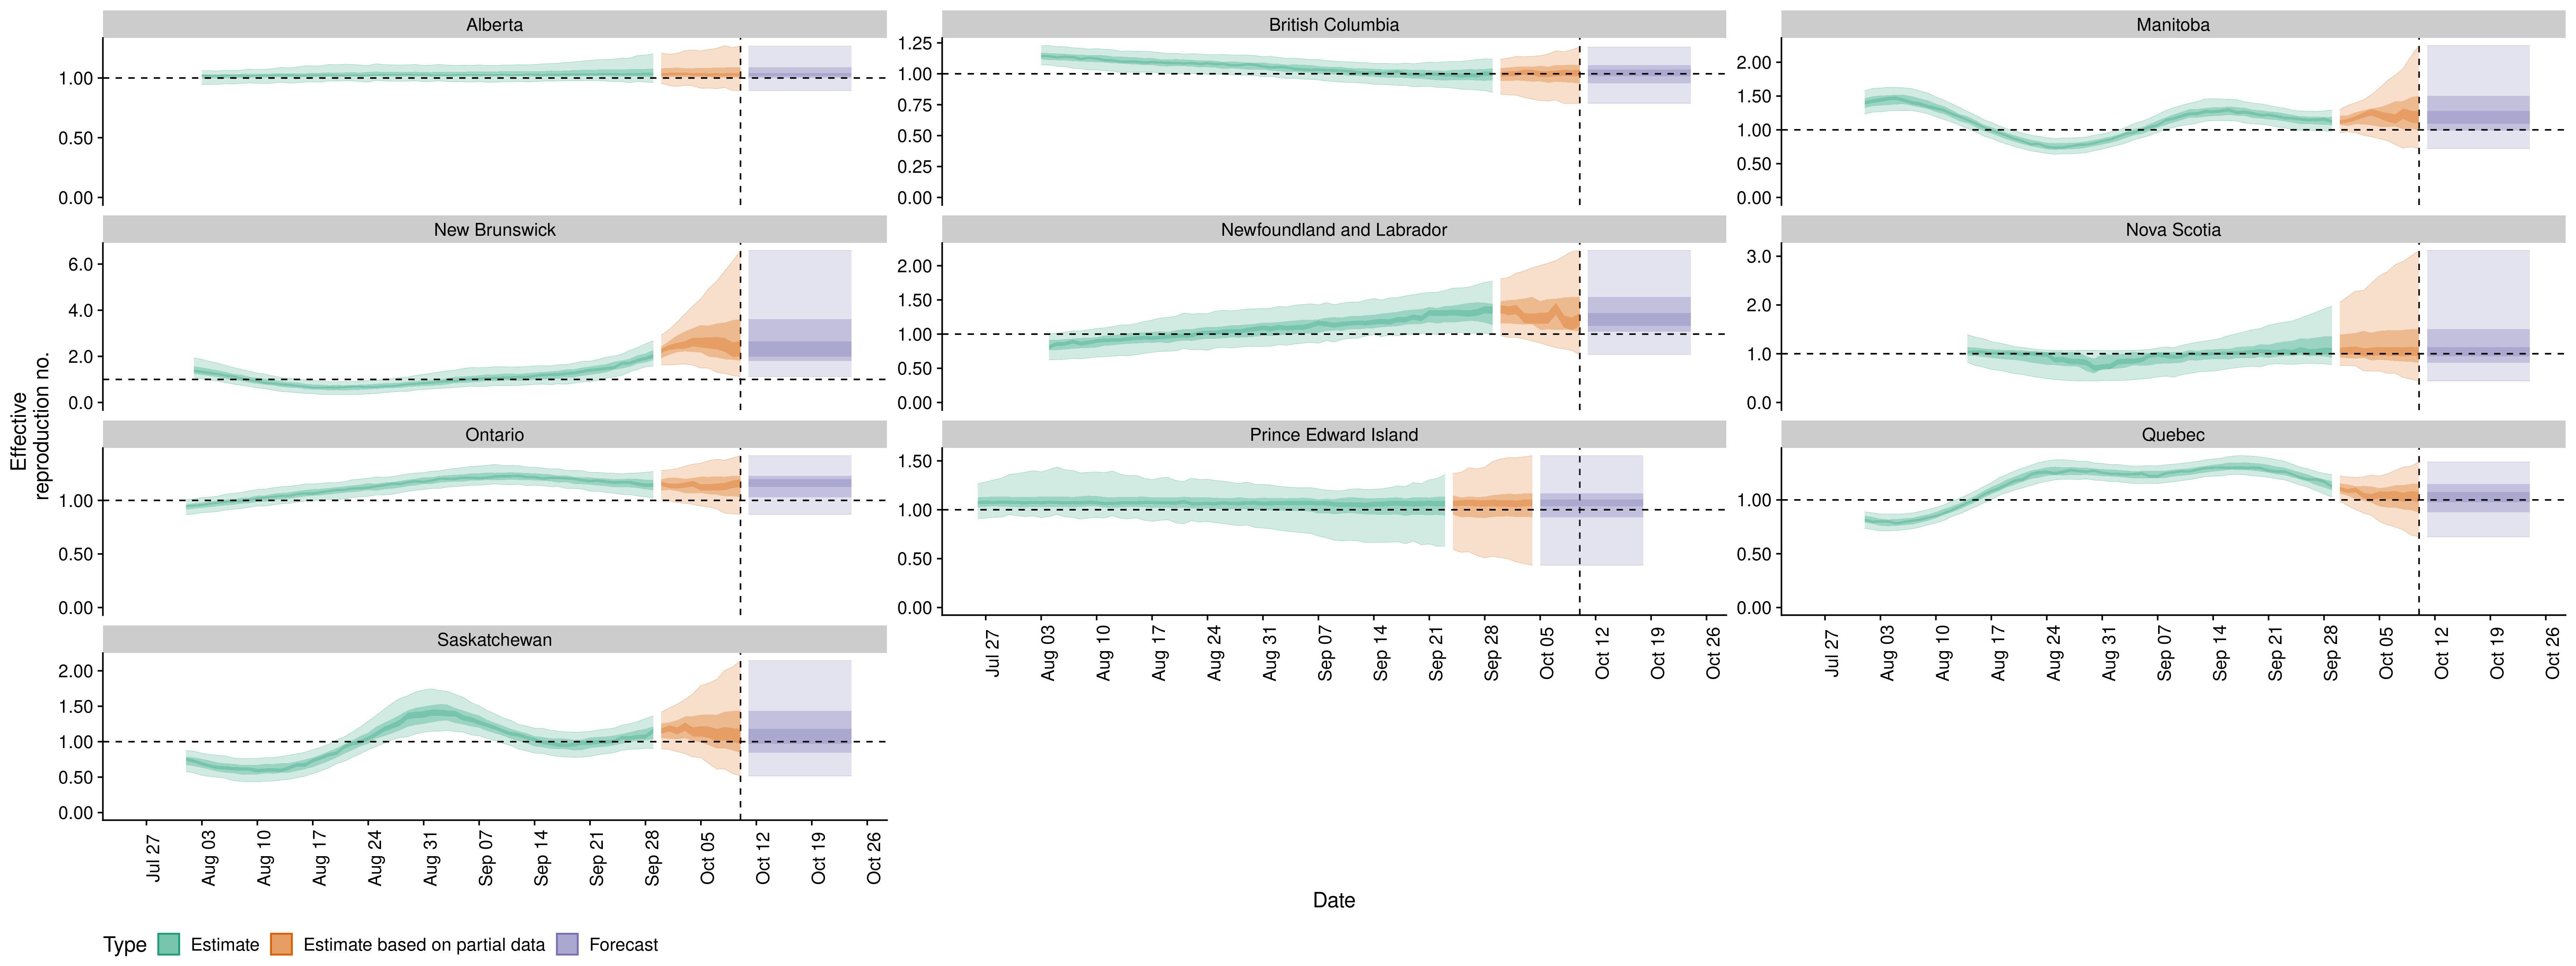 Alberta
British Columbia
Manitoba
1.00
0.50
0.00
1.25
1.00
0.75
0.50
0.25
0.00
2.00
1.50
1.00
0.50
0.00
New Brunswick
Newfoundland and Labrador
Nova Scotia
6.0
4.0
2.0
0.0
2.00
1.50
1.00
0.50
0.00
3.0
2.0
1.0
0.0
Effective
reproduction no.
Ontario
Prince Edward Island
Quebec
1.00
0.50
0.00
1.50
1.00
0.50
0.00
1.00
0.50
0.00
Jul 27 Aug 03 Aug 10 Aug 17 Aug 24 Aug 31 Sep 07 Sep 14 Sep 21 Sep 28 Oct 05 Oct 12 Oct 19 Oct 26
Jul 27 Aug 03 Aug 10 Aug 17 Aug 24 Aug 31 Sep 07 Sep 14 Sep 21 Sep 28 Oct 05 Oct 12 Oct 19 Oct 26
Saskatchewan
2.00
1.50
1.00
0.50
0.00
Jul 27 Aug 03 Aug 10 Aug 17 Aug 24 Aug 31 Sep 07 Sep 14 Sep 21 Sep 28 Oct 05 Oct 12 Oct 19 Oct 26
Date
Type Estimate Estimate based on partial data Forecast